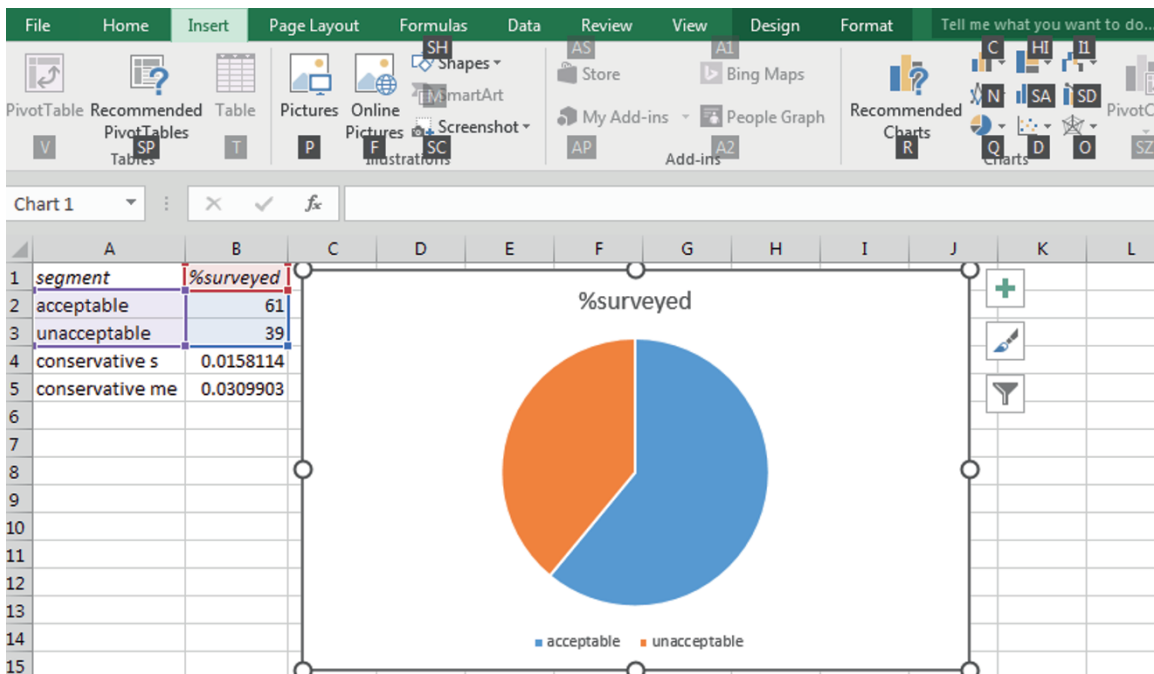 File Home Insert Page Layout Formulas Data Review View Design Format Tell me what you want to do...
SH AS A1 C HI I1
Shapes Store Bing Maps
M SmartArt N SA SD
PivotTable Recommended PivotTables Table Pictures Online Pictures My Add-ins People Graph Recommended Charts PivotC
Screenshot
V SP T P F SC AP A2 R Q D O SZ
Tables Illustrations Add-ins Charts
Chart 1 fx
A B C D E F G H I J K L
1 segment %surveyed
2 acceptable 61
3 unacceptable 39
4 conservative s 0.0158114
5 conservative me 0.0309903
6
7
8
9
10
11
12
13
14
15
%surveyed
acceptable unacceptable